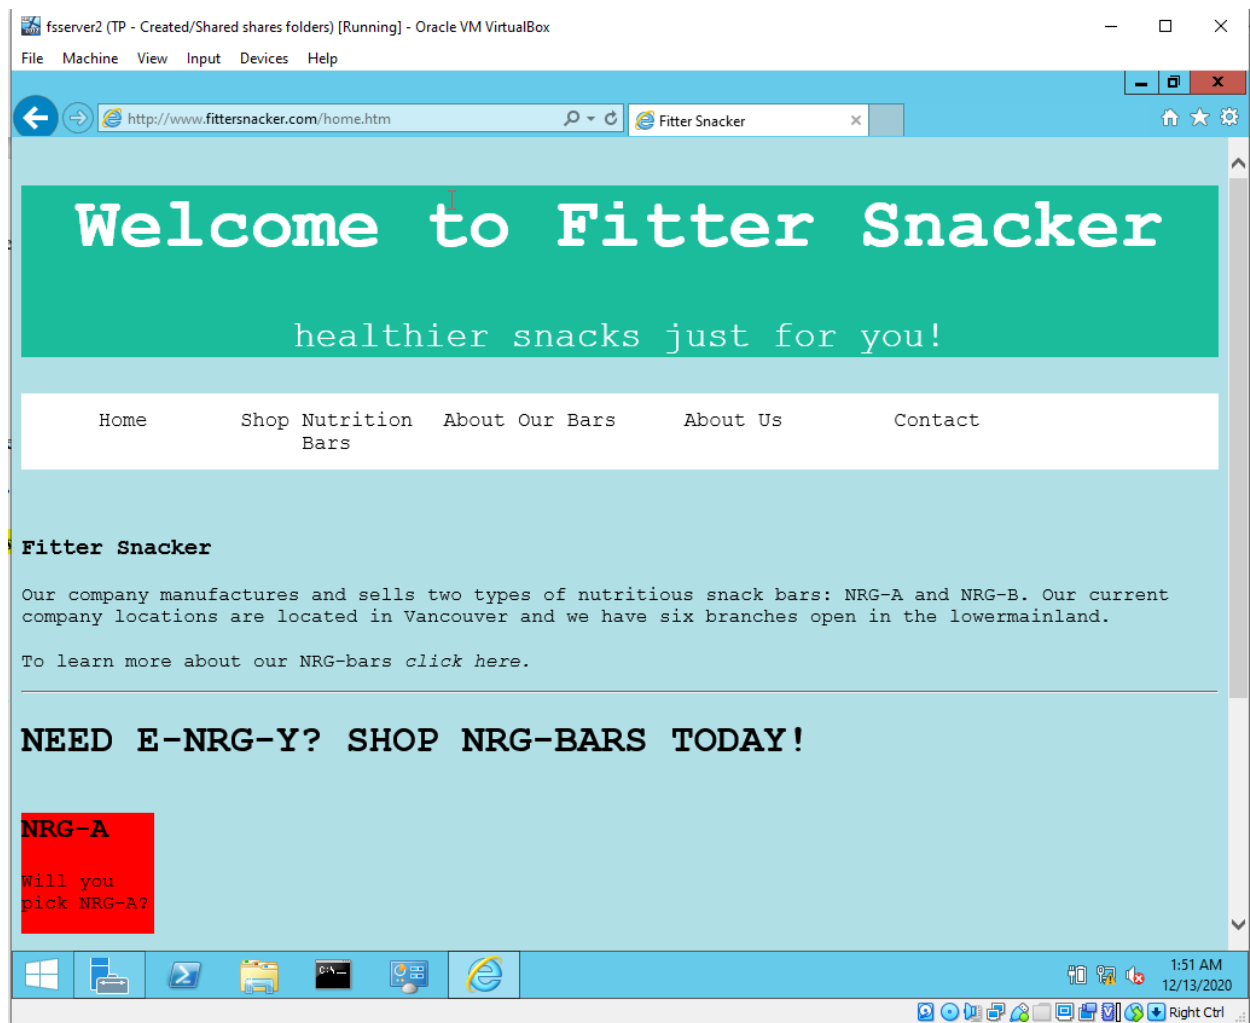 fsserver2 (TP - Created/Shared shares folders) [Running] - Oracle VM VirtualBox
File Machine View Input Devices Help
http://www.fittersnacker.com/home.htm
Fitter Snacker
Welcome to Fitter Snacker
healthier snacks just for you!
Home Shop Nutrition About Our Bars About Us Contact
Bars
Fitter Snacker
Our company manufactures and sells two types of nutritious snack bars: NRG-A and NRG-B. Our current
company locations are located in Vancouver and we have six branches open in the lowermainland.
To learn more about our NRG-bars click here.
NEED E-NRG-Y? SHOP NRG-BARS TODAY!
NRG-A
Will you
pick NRG-A?
C:\
1:51 AM
12/13/2020
Right Ctrl